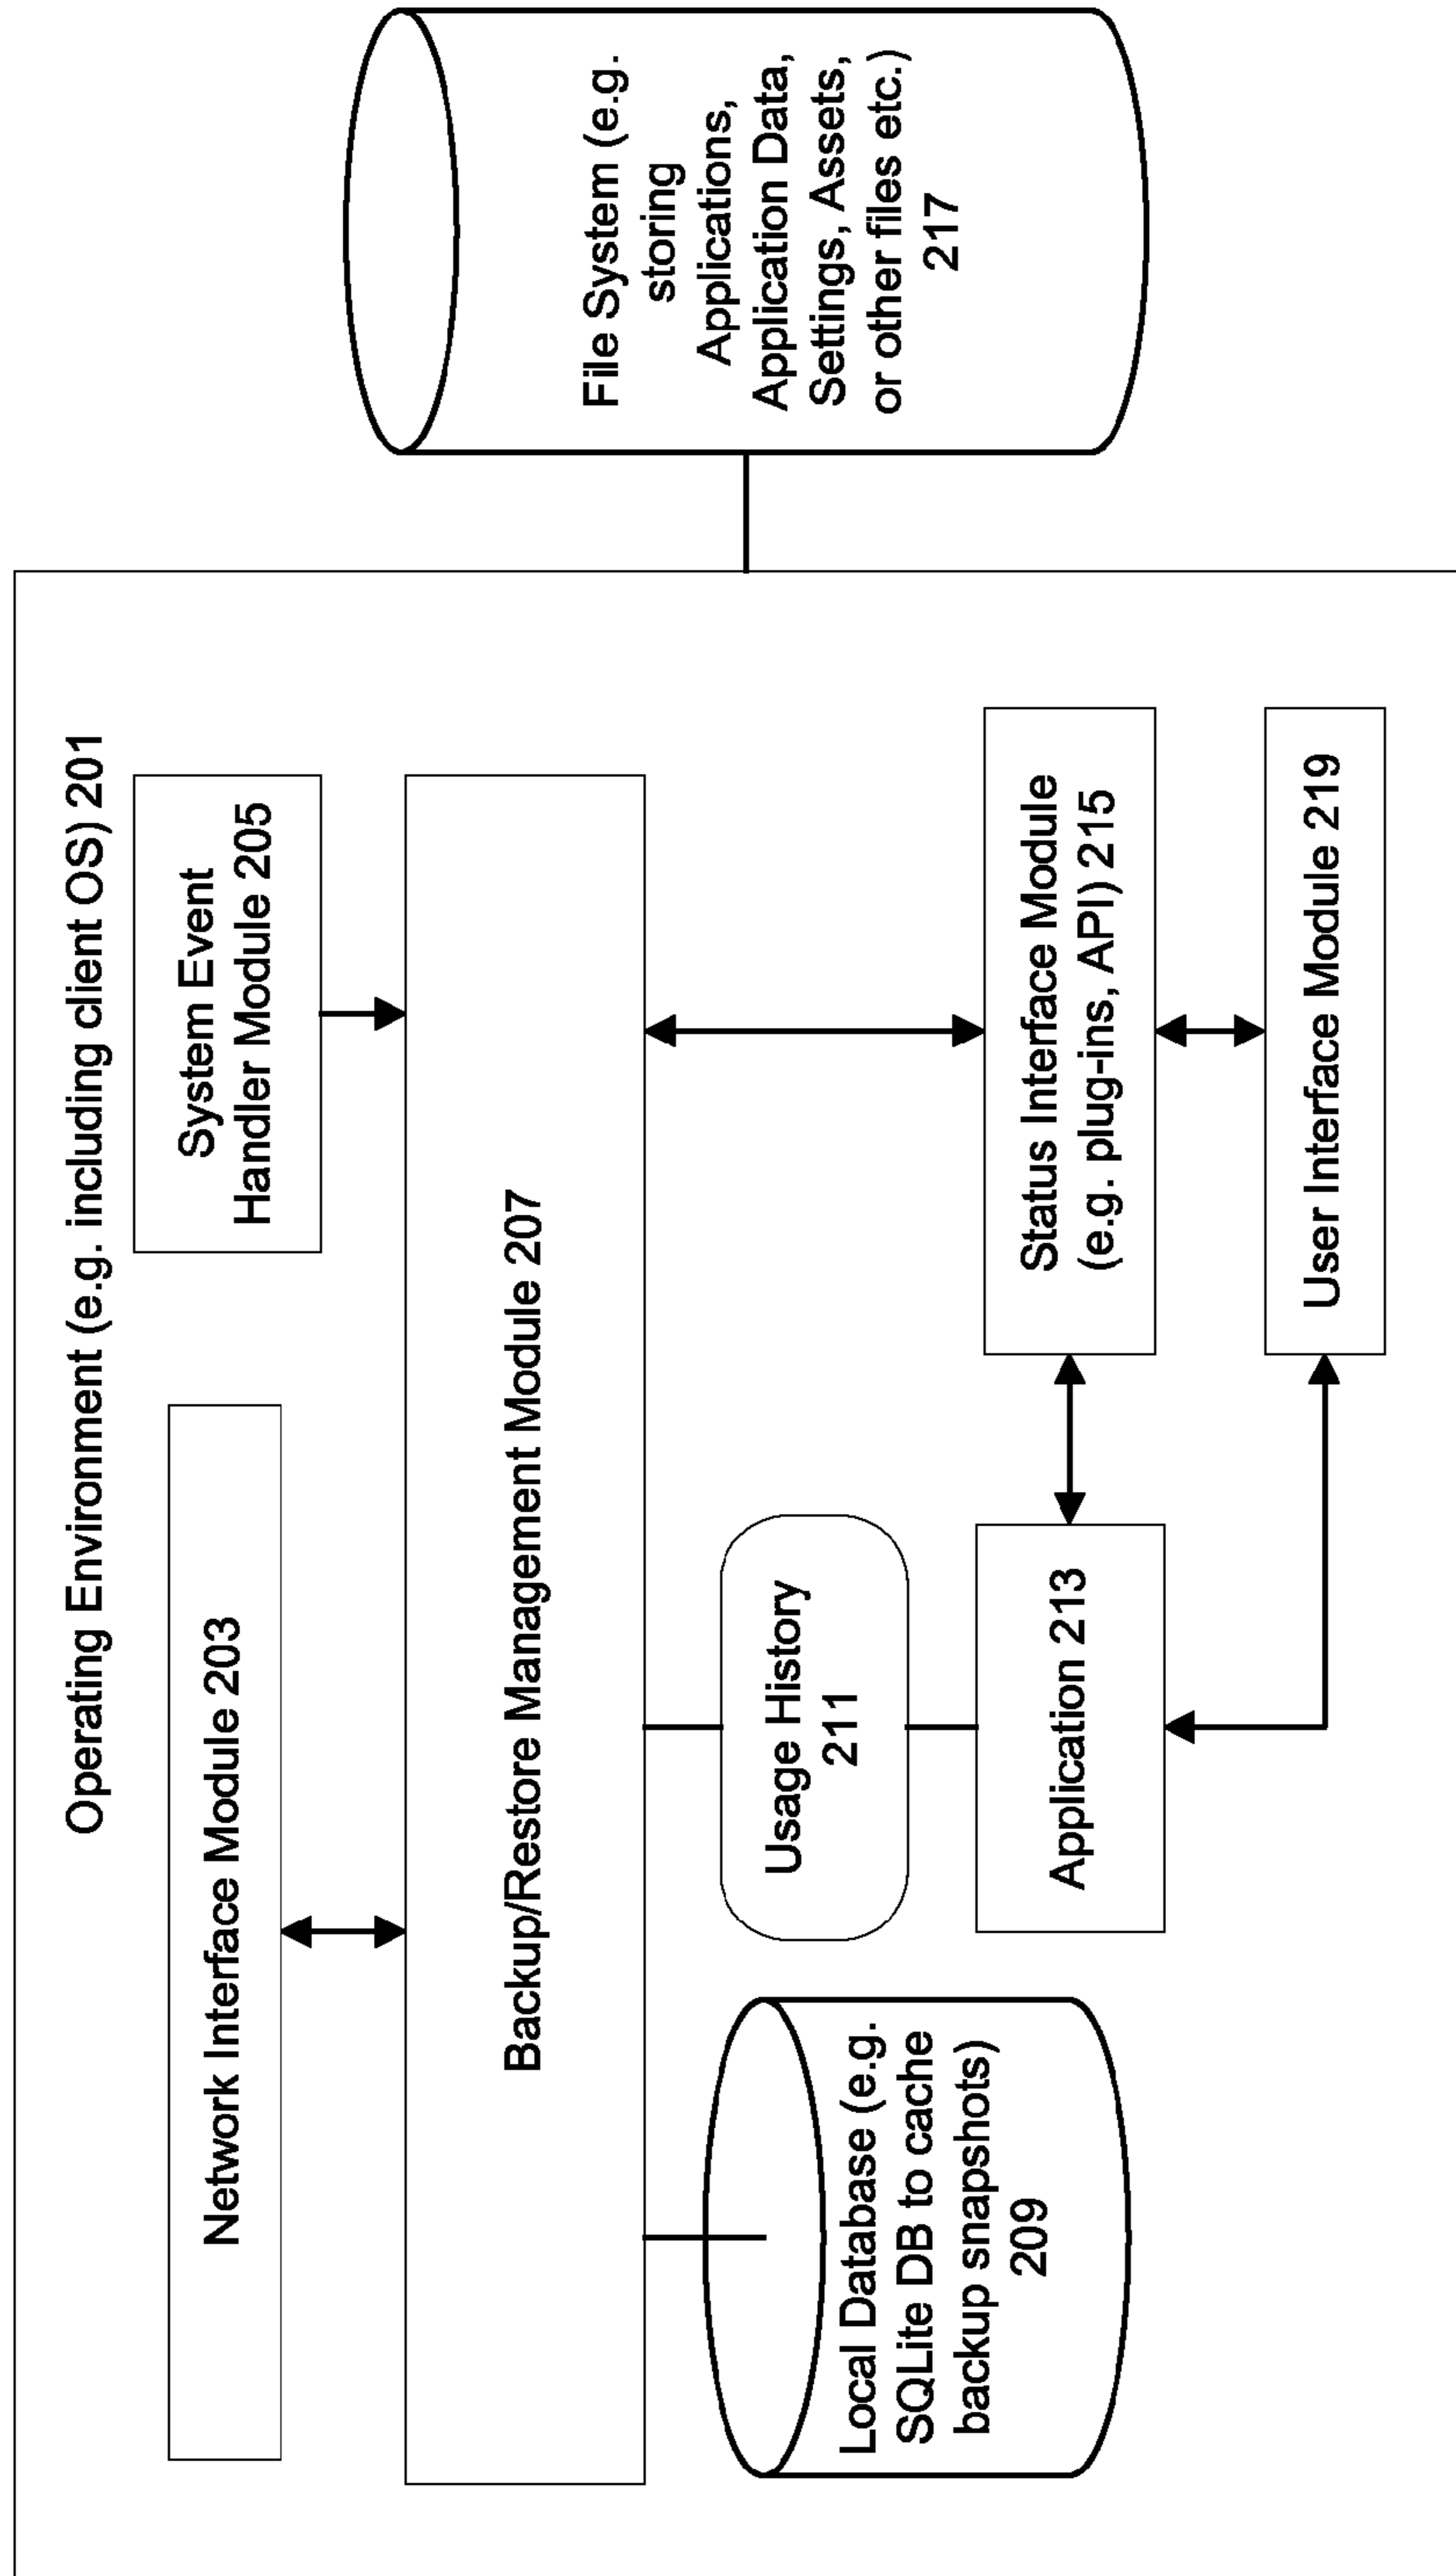 Operating Environment (e.g. including client OS) 201
Network Interface Module 203
System Event
Handler Module 205
Backup/Restore Management Module 207
Local Database (e.g.
SQLite DB to cache
backup snapshots)
209
Usage History
211
Application 213
Status Interface Module
(e.g. plug-ins, API) 215
User Interface Module 219
File System (e.g.
storing
Applications,
Application Data,
Settings, Assets,
or other files etc.)
217